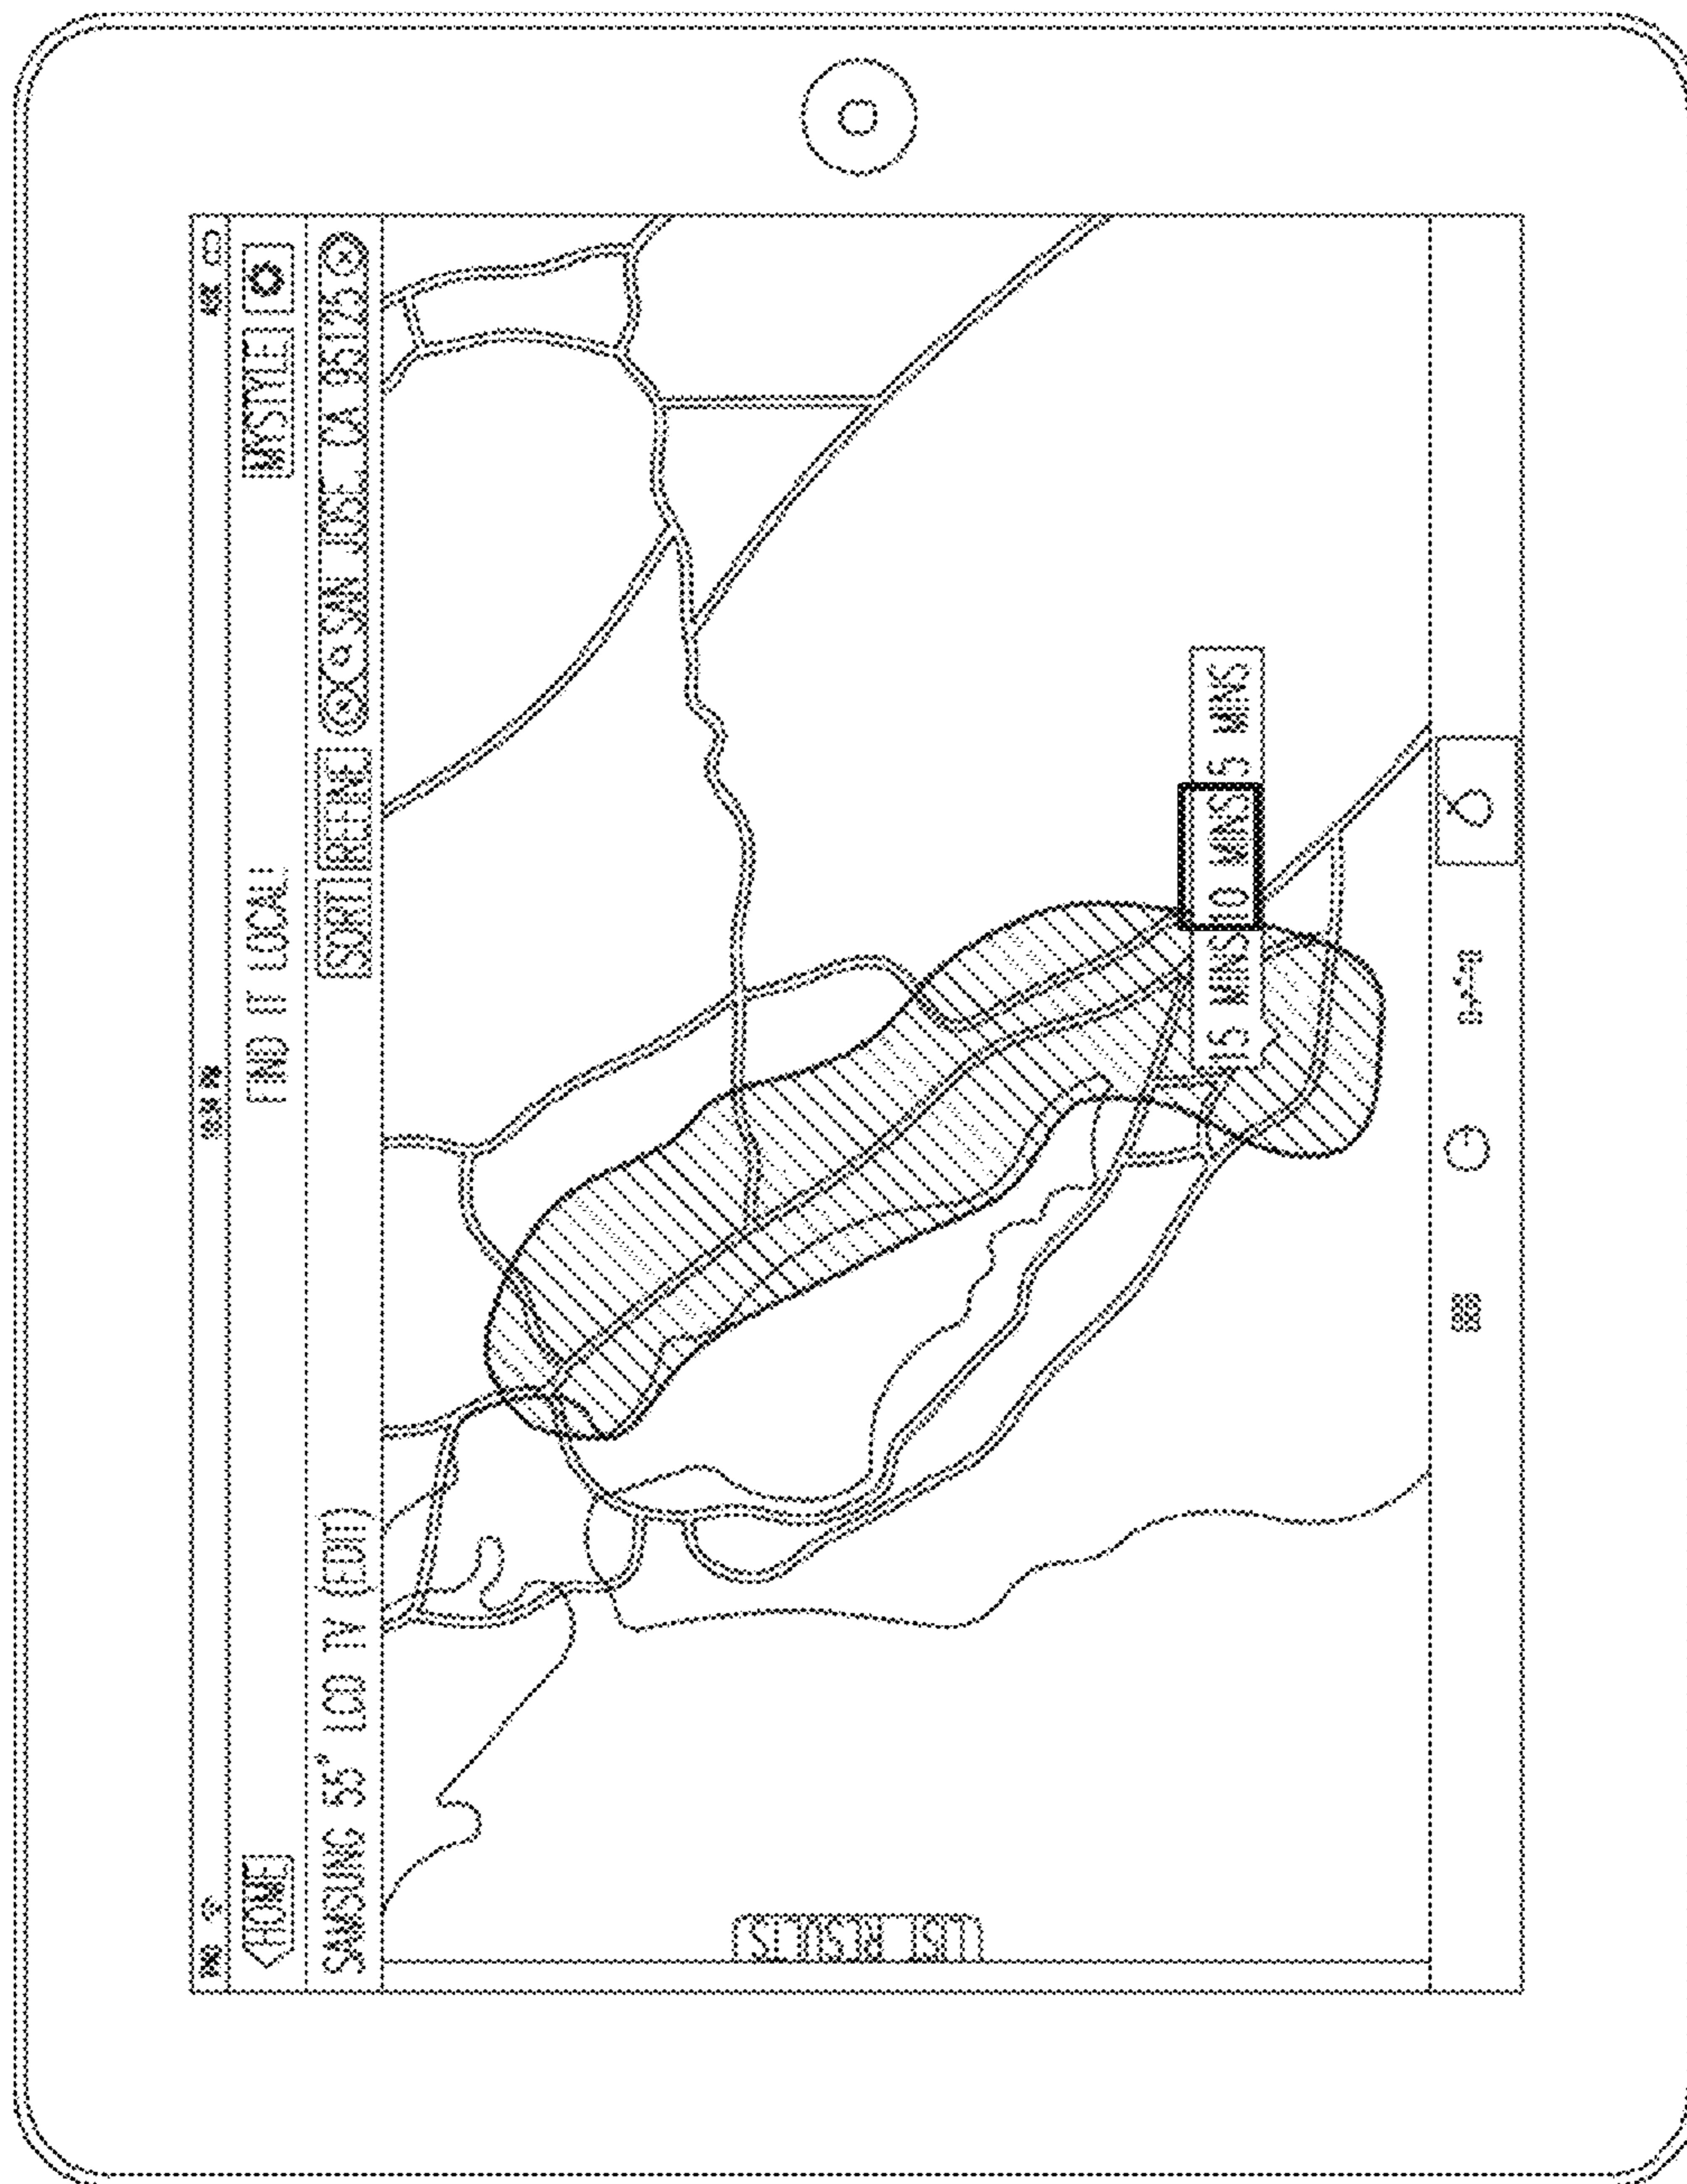 HOME FIND IT LOCAL MYSTYLE
SAMSUNG 55" LCD TV (EDIT) SORT REFINE SAN JOSE, CA 95125
LIST RESULTS
15 MINS 10 MINS 5 MINS